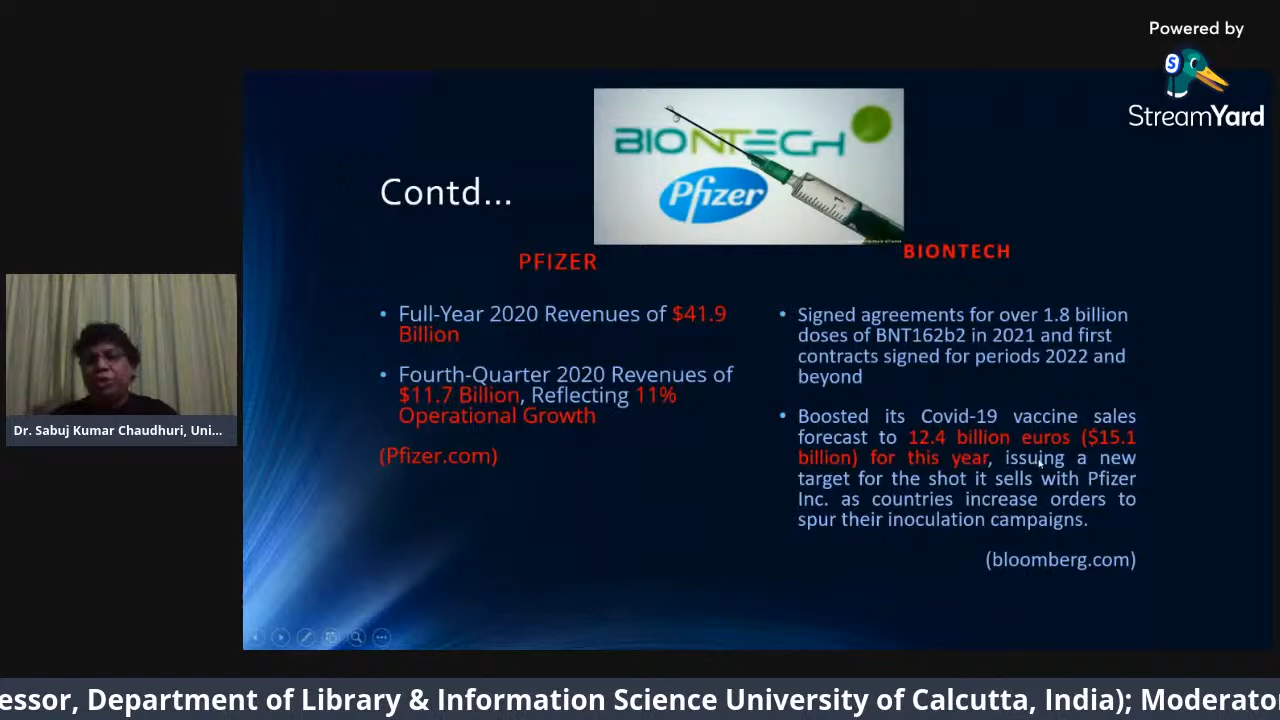 Powered by
StreamYard
BIONTECH
Pfizer
Contd...
PFIZER
• Full-Year 2020 Revenues of $41.9
Billion
• Fourth-Quarter 2020 Revenues of
$11.7 Billion, Reflecting 11%
Operational Growth
(Pfizer.com)
BIONTECH
• Signed agreements for over 1.8 billion
doses of BNT162b2 in 2021 and first
contracts signed for periods 2022 and
beyond
• Boosted its Covid-19 vaccine sales
forecast to 12.4 billion euros ($15.1
billion) for this year, issuing a new
target for the shot it sells with Pfizer
Inc. as countries increase orders to
spur their inoculation campaigns.
(bloomberg.com)
Dr. Sabuj Kumar Chaudhuri, Uni...
essor, Department of Library & Information Science University of Calcutta, India); Moderato